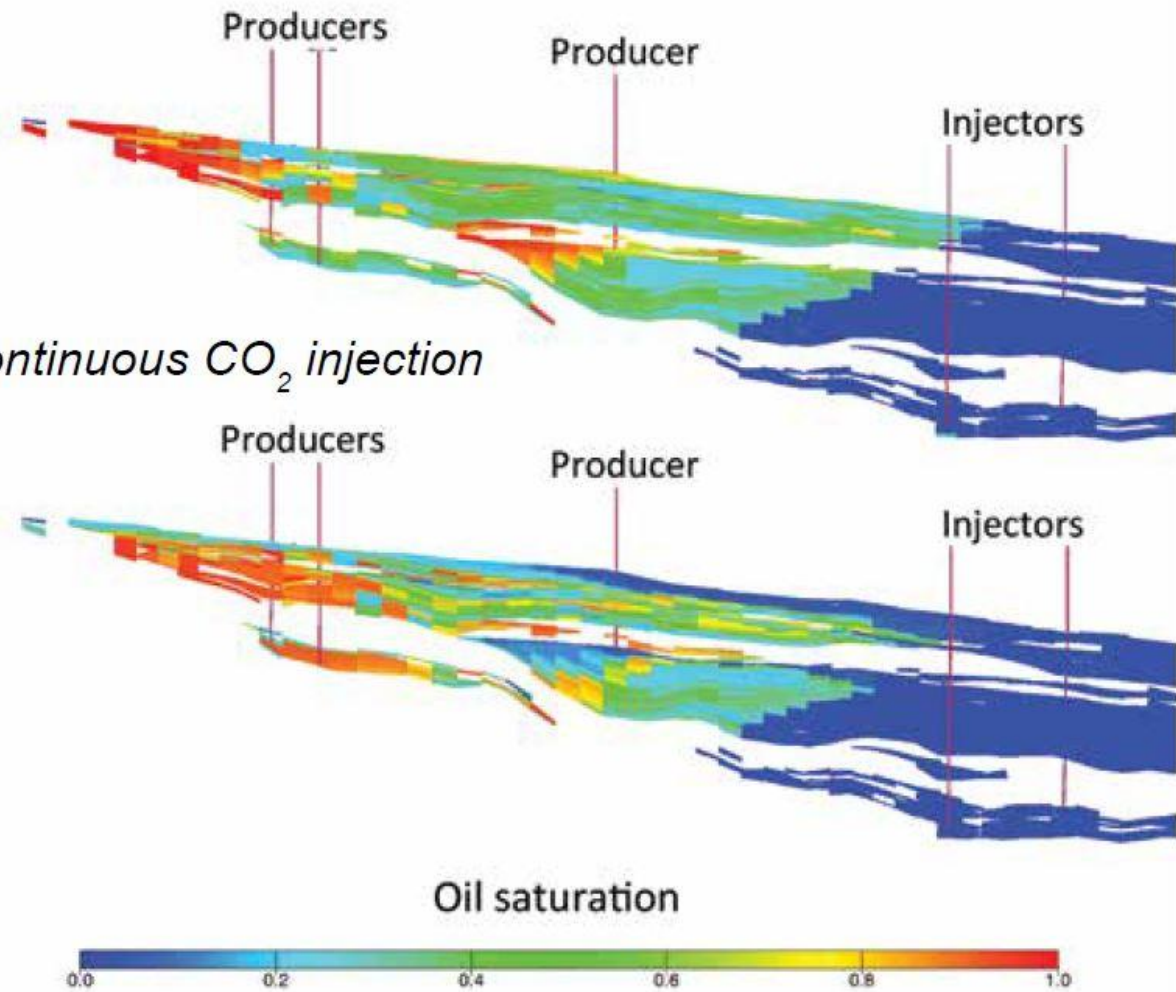 Producers
Producer
Injectors
ontinuous CO₂ injection
Producers
Producer
Injectors
Oil saturation
0.0 0.2 0.4 0.6 0.8 1.0